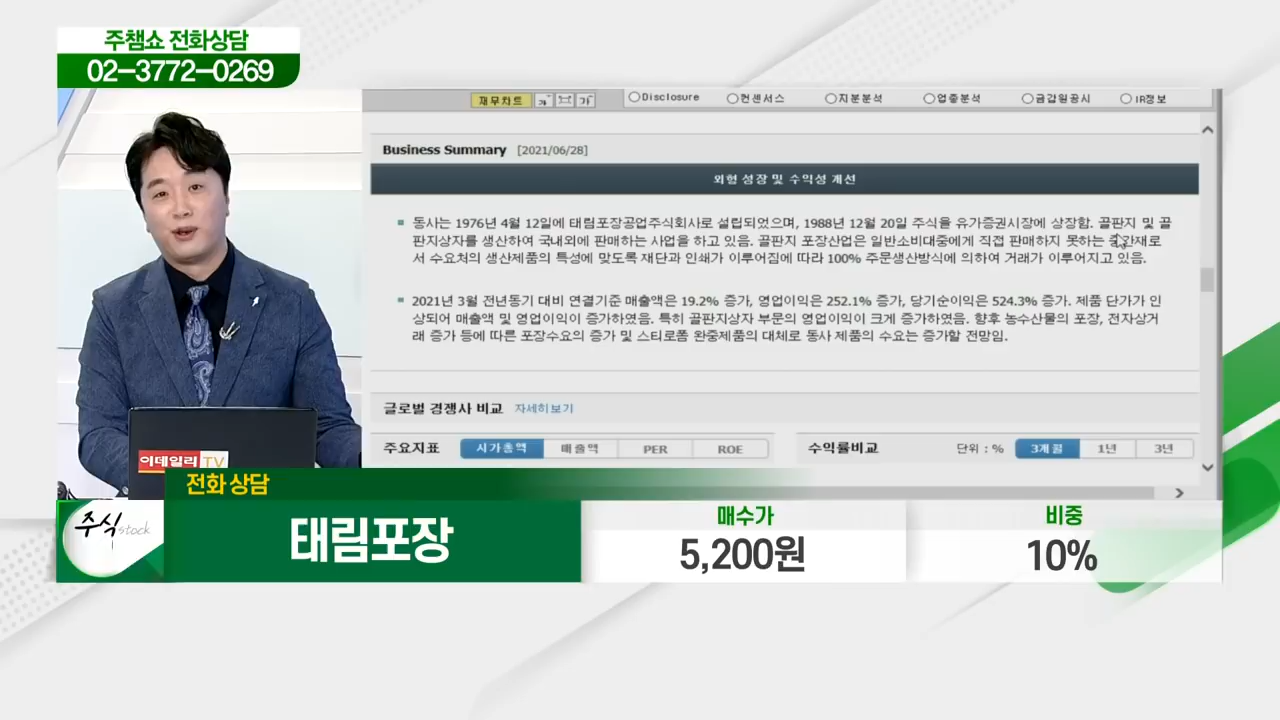 주챔쇼 전화상담
02-3772-0269
재무차트
가
가
Disclosure
컨센서스
지분분석
업종분석
금감원공시
IR정보
Business Summary [2021/06/28]
외형 성장 및 수익성 개선
동사는 1976년 4월 12일에 태림포장공업주식회사로 설립되었으며, 1988년 12월 20일 주식을 유가증권시장에 상장함. 골판지 및 골
판지상자를 생산하여 국내외에 판매하는 사업을 하고 있음. 골판지 포장산업은 일반소비대중에게 직접 판매하지 못하는 중간재로
서 수요처의 생산제품의 특성에 맞도록 재단과 인쇄가 이루어짐에 따라 100% 주문생산방식에 의하여 거래가 이루어지고 있음.
2021년 3월 전년동기 대비 연결기준 매출액은 19.2% 증가, 영업이익은 252.1% 증가, 당기순이익은 524.3% 증가. 제품 단가가 인
상되어 매출액 및 영업이익이 증가하였음. 특히 골판지상자 부문의 영업이익이 크게 증가하였음. 향후 농수산물의 포장, 전자상거
래 증가 등에 따른 포장수요의 증가 및 스티로폼 완충제품의 대체로 동사 제품의 수요는 증가할 전망임.
글로벌 경쟁사 비교 자세히보기
주요지표 시가총액 매출액 PER ROE
수익률비교 단위 : % 3개월 1년 3년
이데일리 TV
전화 상담
주식 stock
태림포장
매수가
5,200원
비중
10%